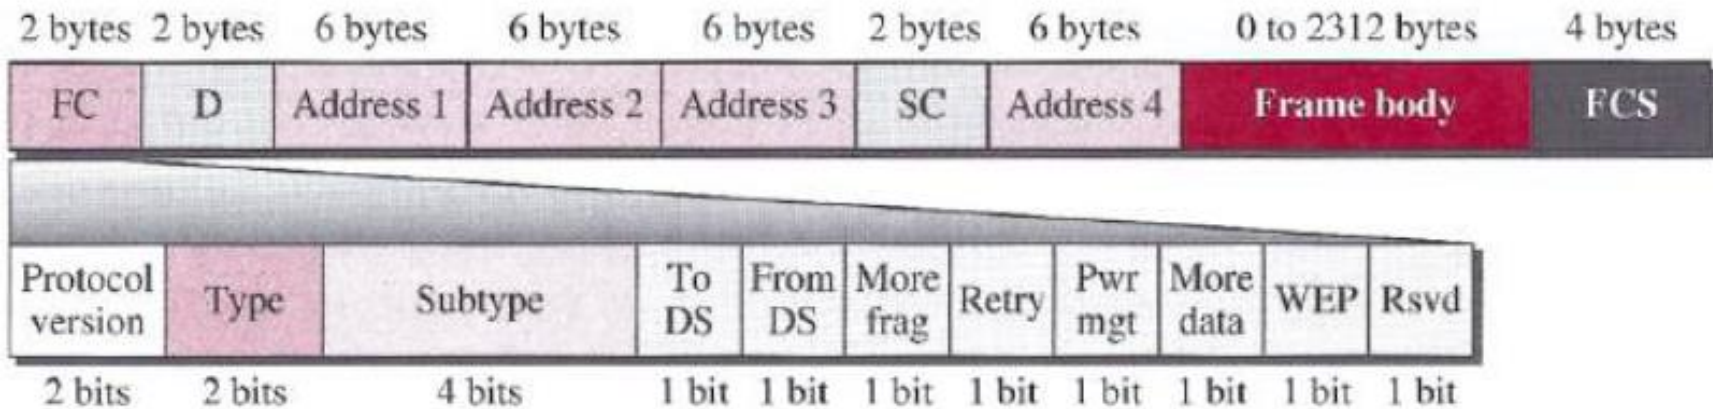 2 bytes 2 bytes 6 bytes 6 bytes 6 bytes 2 bytes 6 bytes 0 to 2312 bytes 4 bytes
FC D Address 1 Address 2 Address 3 SC Address 4 Frame body FCS
Protocol version Type Subtype To DS From DS More frag Retry Pwr mgt More data WEP Rsvd
2 bits 2 bits 4 bits 1 bit 1 bit 1 bit 1 bit 1 bit 1 bit 1 bit 1 bit